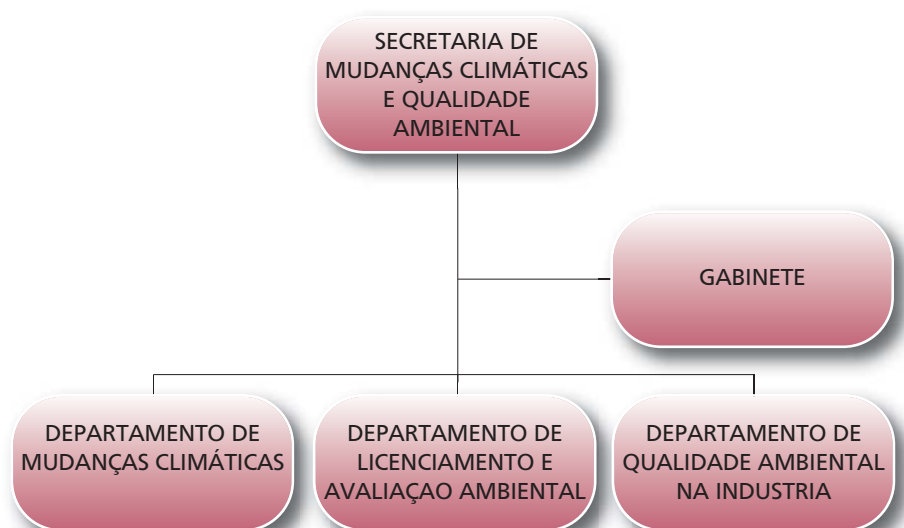 SECRETARIA DE
MUDANÇAS CLIMÁTICAS
E QUALIDADE
AMBIENTAL
GABINETE
DEPARTAMENTO DE
MUDANÇAS CLIMÁTICAS
DEPARTAMENTO DE
LICENCIAMENTO E
AVALIAÇAO AMBIENTAL
DEPARTAMENTO DE
QUALIDADE AMBIENTAL
NA INDUSTRIA